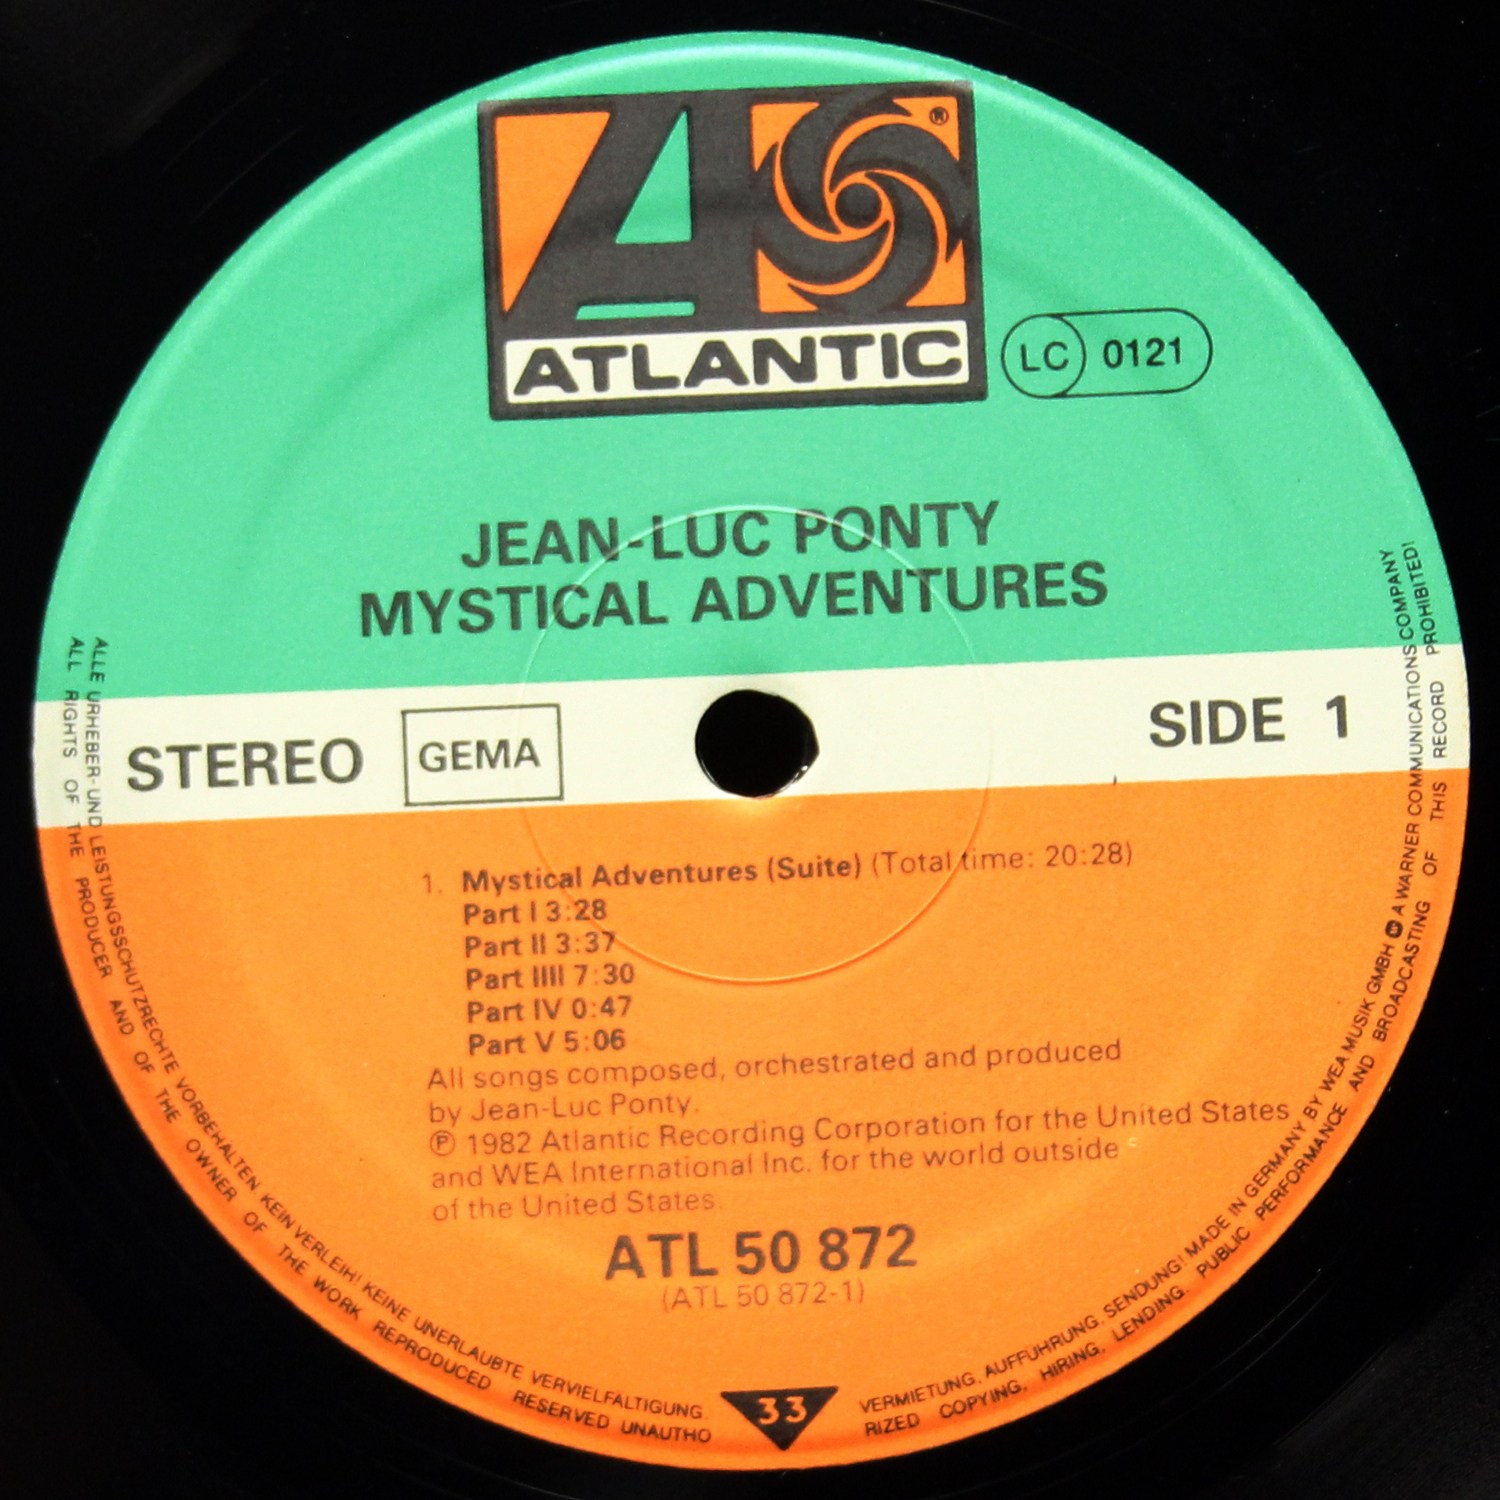 ®
ATLANTIC
LC 0121
JEAN-LUC PONTY
MYSTICAL ADVENTURES
STEREO GEMA SIDE 1
1. Mystical Adventures (Suite) (Total time: 20:28)
Part I 3:28
Part II 3:37
Part IIII 7:30
Part IV 0:47
Part V 5:06
All songs composed, orchestrated and produced
by Jean-Luc Ponty.
℗ 1982 Atlantic Recording Corporation for the United States
and WEA International Inc. for the world outside
of the United States.
ATL 50 872
(ATL 50 872-1)
33
ALLE URHEBER- UND LEISTUNGSSCHUTZRECHTE VORBEHALTEN KEIN VERLEIH! KEINE UNERLAUBTE VERVIELFÄLTIGUNG. VERMIETUNG, AUFFÜHRUNG, SENDUNG! MADE IN GERMANY BY WEA MUSIK GMBH A WARNER COMMUNICATIONS COMPANY
ALL RIGHTS OF THE PRODUCER AND OF THE OWNER OF THE WORK REPRODUCED RESERVED UNAUTHO RIZED COPYING, HIRING, LENDING, PUBLIC PERFORMANCE AND BROADCASTING OF THIS RECORD PROHIBITED!